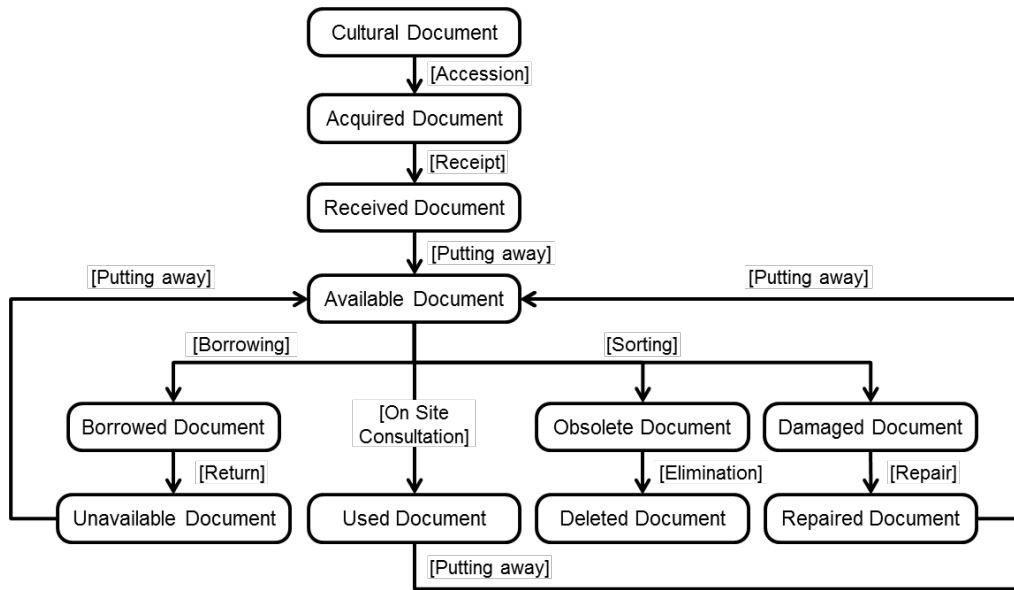 Cultural Document
[Accession]
Acquired Document
[Receipt]
Received Document
[Putting away]
[Putting away]
[Putting away]
Available Document
[Borrowing]
[Sorting]
[On Site
Consultation]
Borrowed Document
Obsolete Document
Damaged Document
[Return]
[Elimination]
[Repair]
Unavailable Document
Used Document
Deleted Document
Repaired Document
[Putting away]